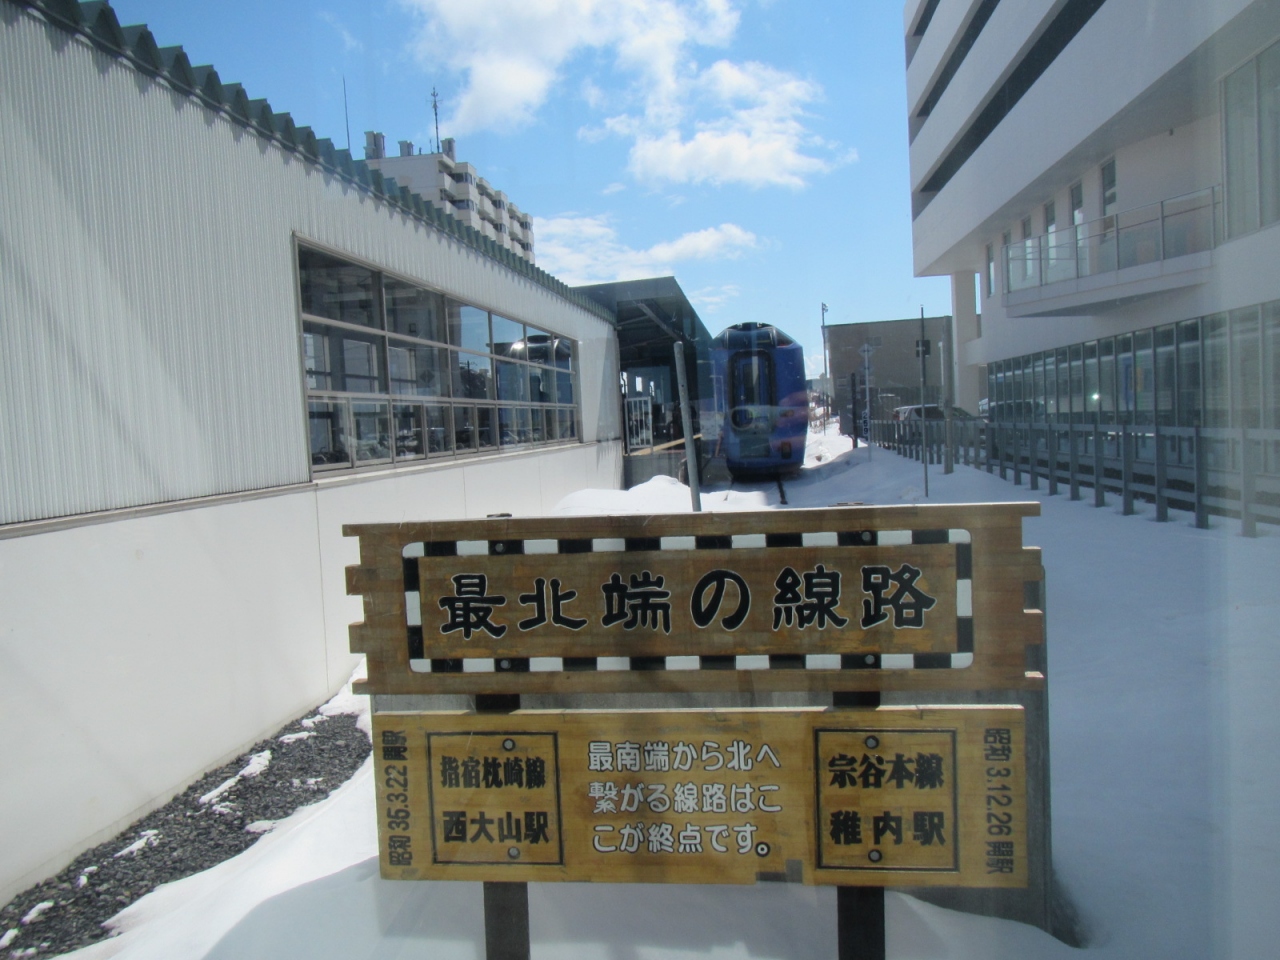 最北端の線路
昭和35.3.22開駅
指宿枕崎線
西大山駅
最南端から北へ
繋がる線路はこ
こが終点です。
宗谷本線
稚内駅
昭和3.12.26開駅